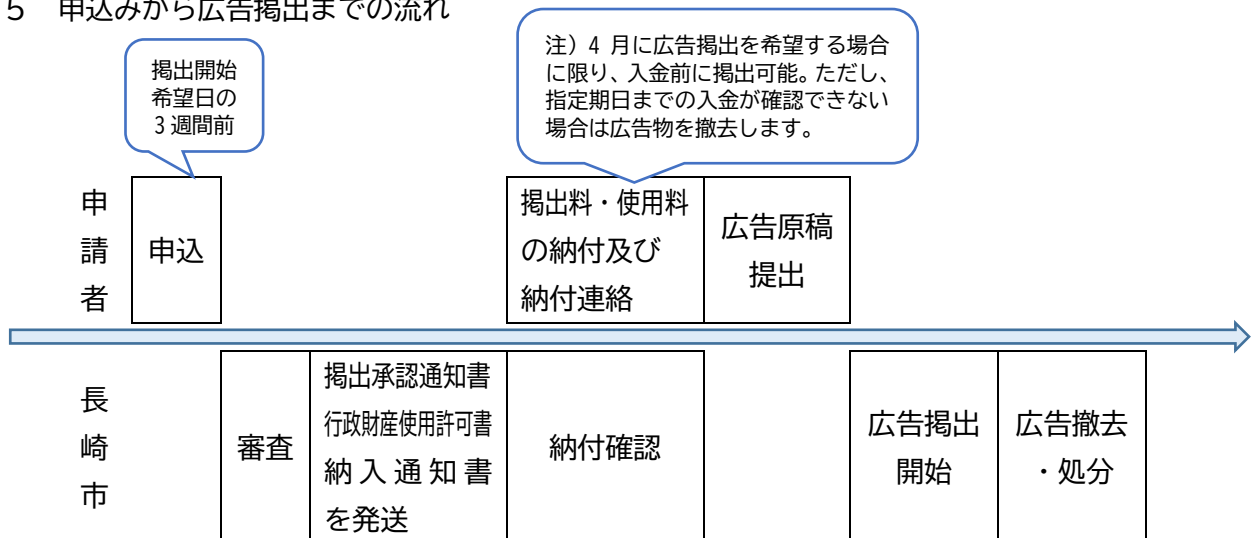 5　申込みから広告掲出までの流れ
掲出開始
希望日の
3週間前
注）4 月に広告掲出を希望する場合
に限り、入金前に掲出可能。ただし、
指定期日までの入金が確認できない
場合は広告物を撤去します。
申
請
者
申込
掲出料・使用料
の納付及び
納付連絡
広告原稿
提出
長
崎
市
審査
掲出承認通知書
行政財産使用許可書
納入通知書
を発送
納付確認
広告掲出
開始
広告撤去
・処分